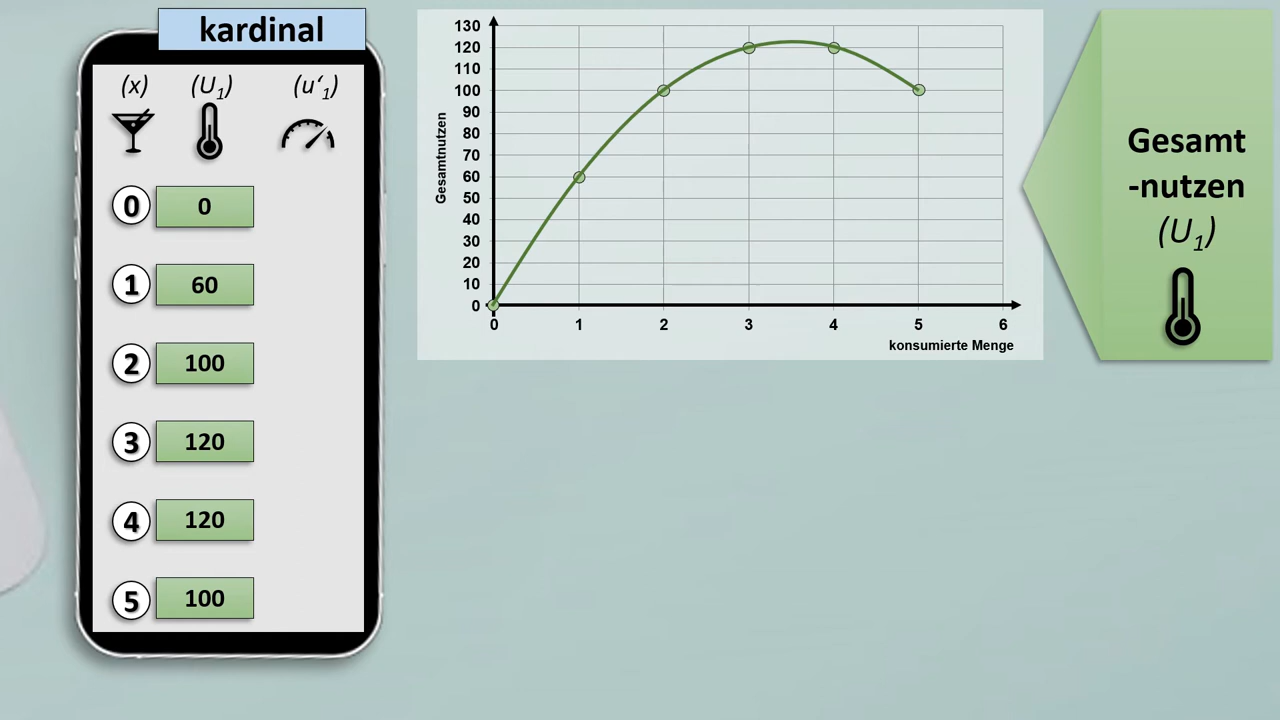 kardinal
(x) (U1) (u‘1)
0 0
1 60
2 100
3 120
4 120
5 100
130
120
110
100
90
80
70
60
50
40
30
20
10
0
Gesamtnutzen
0 1 2 3 4 5 6
konsumierte Menge
Gesamt
-nutzen
(U1)